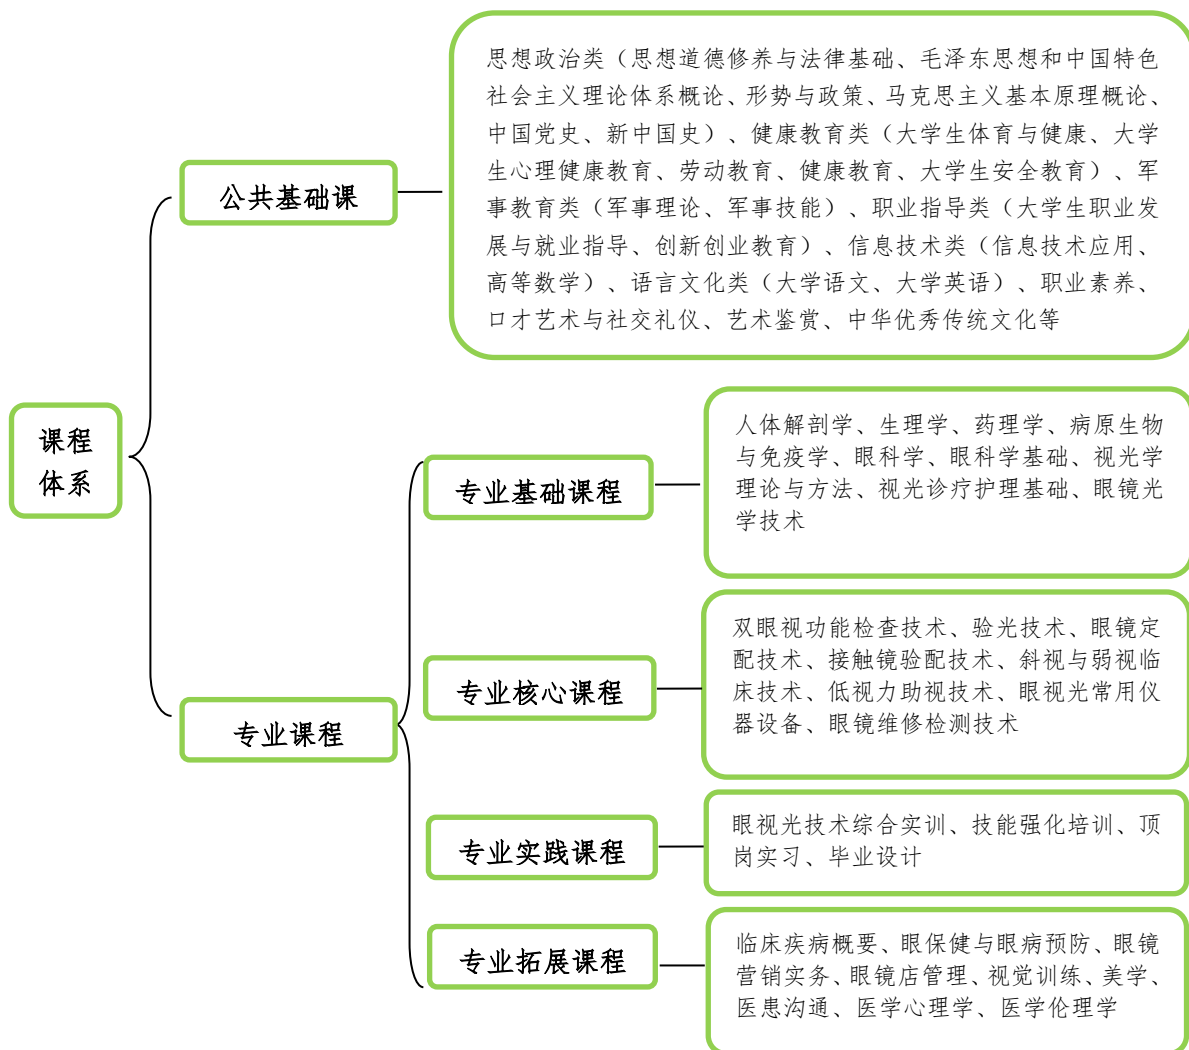 思想政治类（思想道德修养与法律基础、毛泽东思想和中国特色
社会主义理论体系概论、形势与政策、马克思主义基本原理概论、
中国党史、新中国史）、健康教育类（大学生体育与健康、大学
生心理健康教育、劳动教育、健康教育、大学生安全教育）、军
事教育类（军事理论、军事技能）、职业指导类（大学生职业发
展与就业指导、创新创业教育）、信息技术类（信息技术应用、
高等数学）、语言文化类（大学语文、大学英语）、职业素养、
口才艺术与社交礼仪、艺术鉴赏、中华优秀传统文化等
公共基础课
课程
体系
人体解剖学、生理学、药理学、病原生物
与免疫学、眼科学、眼科学基础、视光学
理论与方法、视光诊疗护理基础、眼镜光
学技术
专业基础课程
双眼视功能检查技术、验光技术、眼镜定
配技术、接触镜验配技术、斜视与弱视临
床技术、低视力助视技术、眼视光常用仪
器设备、眼镜维修检测技术
专业核心课程
专业课程
眼视光技术综合实训、技能强化培训、顶
岗实习、毕业设计
专业实践课程
临床疾病概要、眼保健与眼病预防、眼镜
营销实务、眼镜店管理、视觉训练、美学、
医患沟通、医学心理学、医学伦理学
专业拓展课程